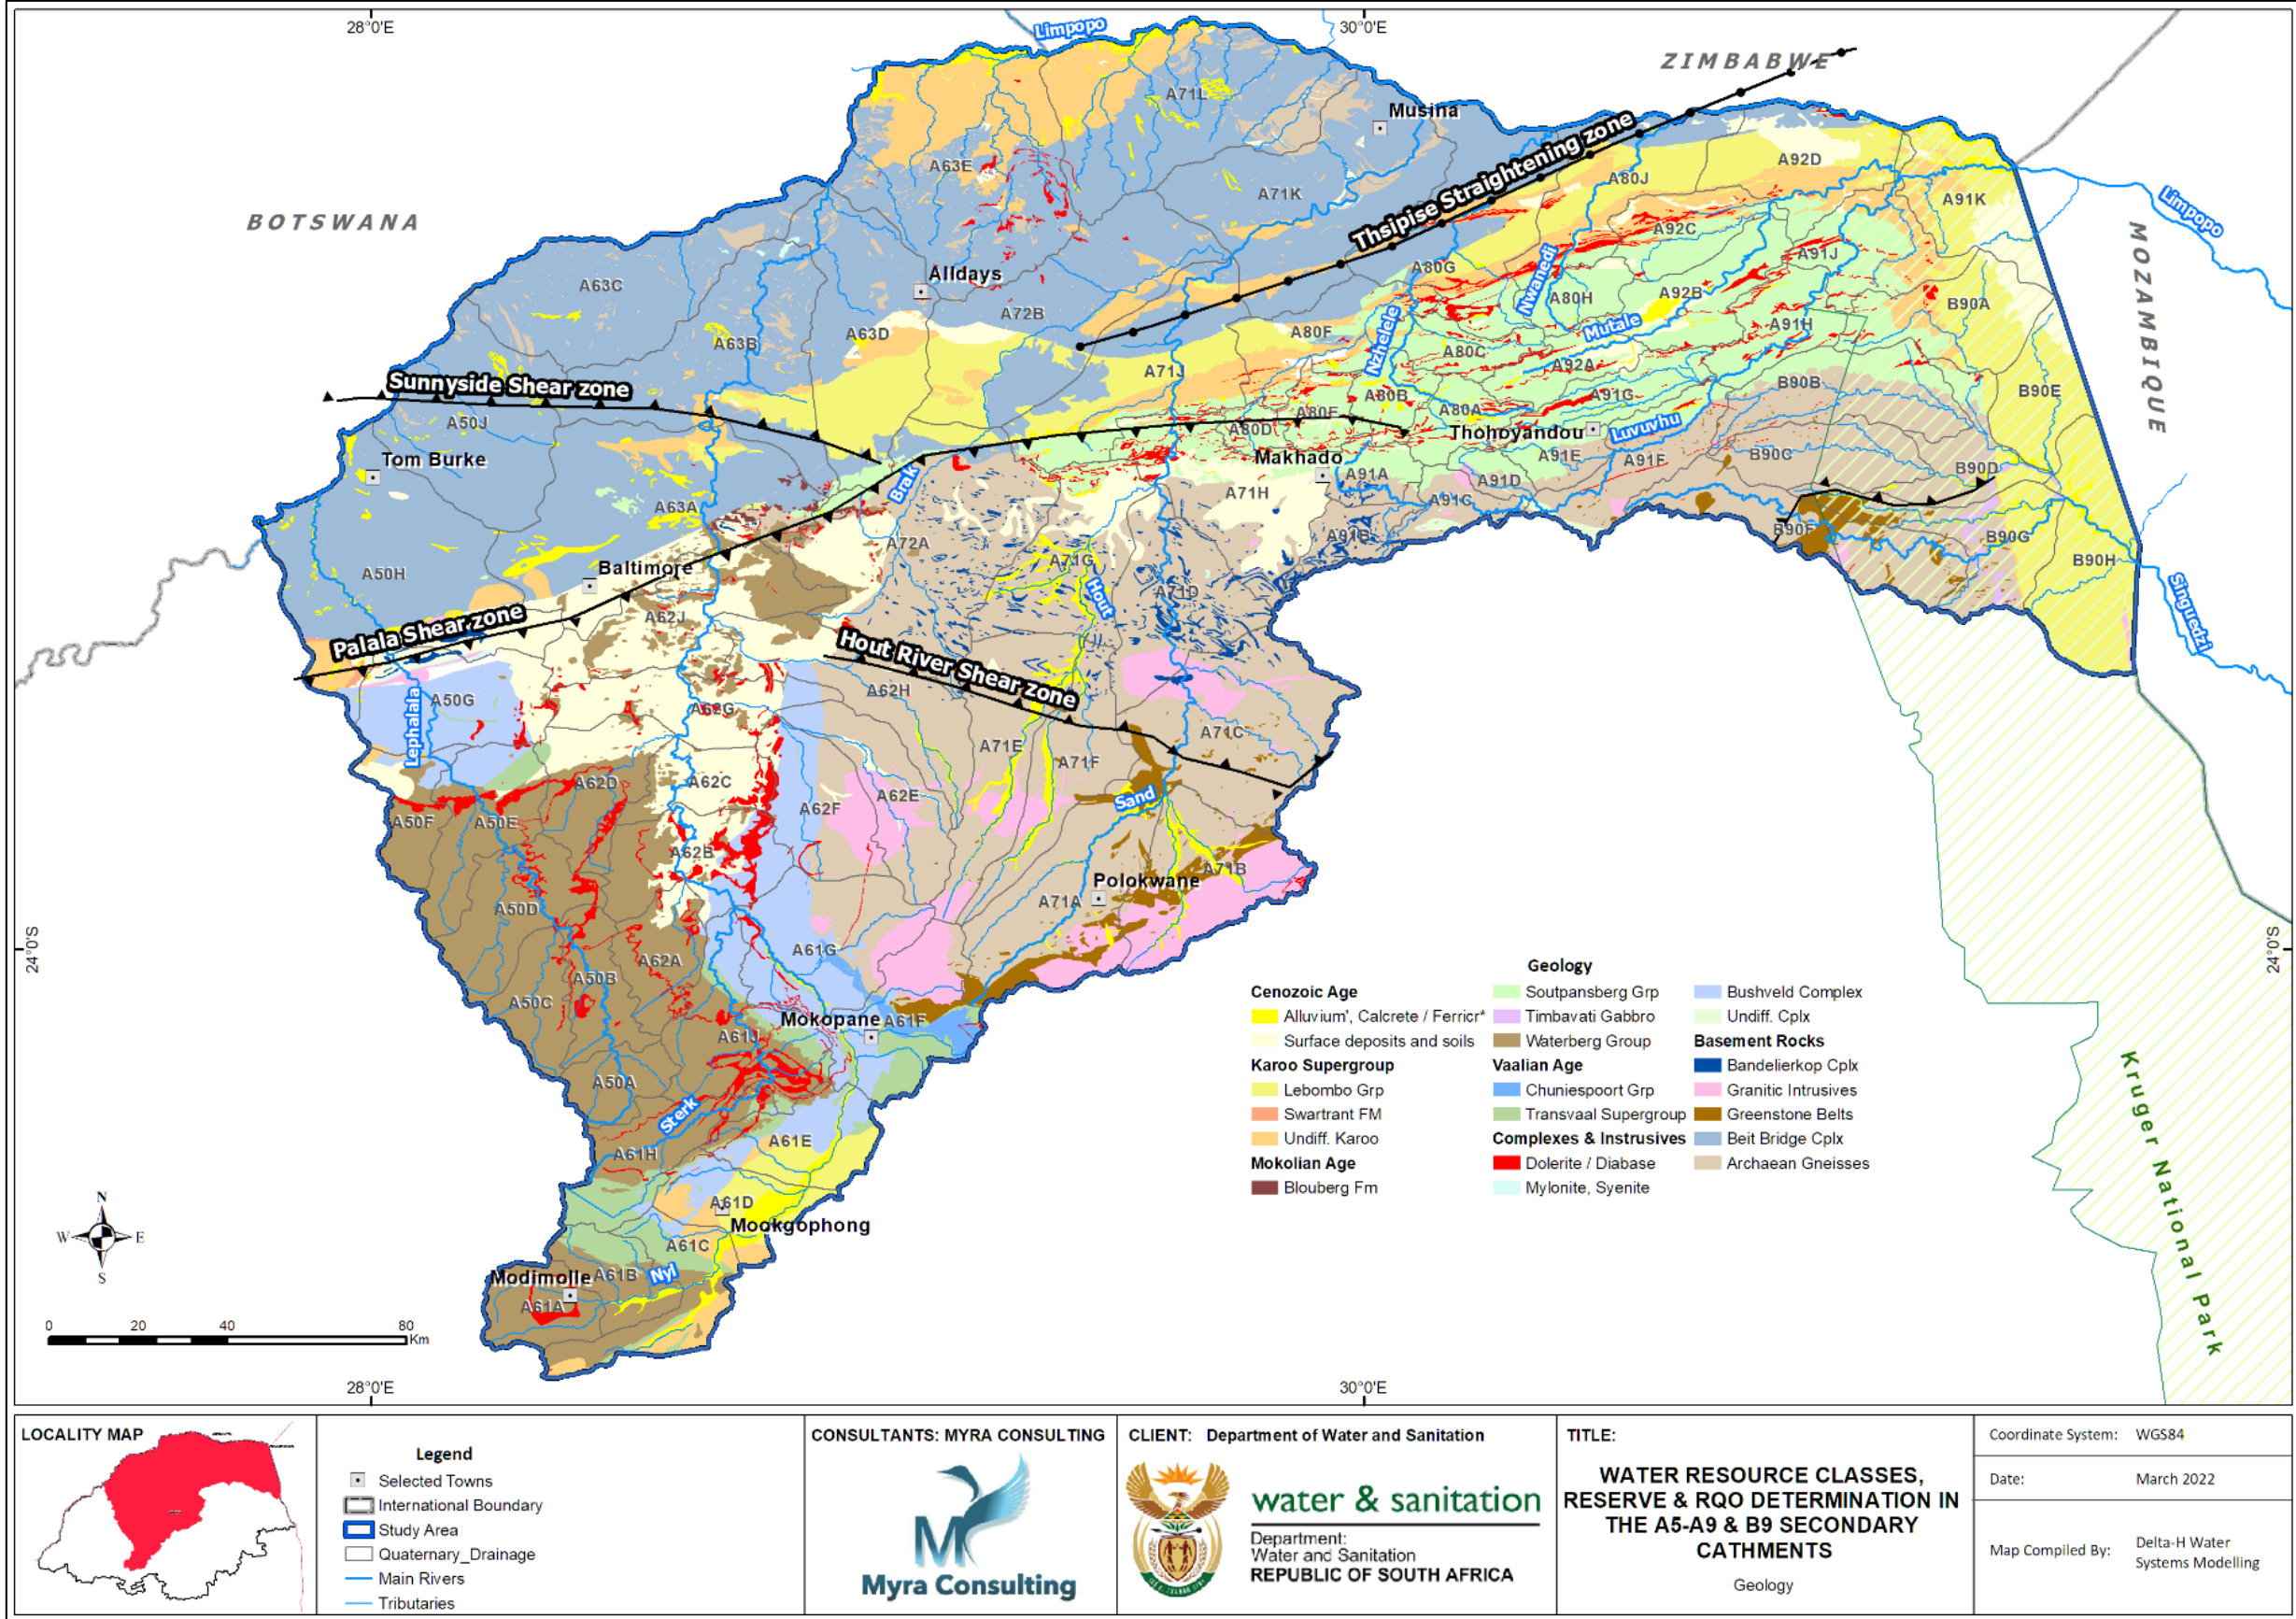 28°0'E
30°0'E
Limpopo
ZIMBABWE
A71L
Musina
Thsipise Straightening zone
A92D
A63E
A80J
A71K
A91K
Limpopo
BOTSWANA
MOZAMBIQUE
A92C
A91J
Alldays
A80G
Nwanedi
A63C
A80H
A92B
B90A
A72B
A63D
A80F
Nzhelele
Mutale
A91H
A63B
A80C
A92A
A71J
Sunnyside Shear zone
B90B
B90E
A80B
A91G
A50J
A80E
A80A
A80D
Thohoyandou
Luvuvhu
Tom Burke
Makhado
A91E
A91F
B90C
B90D
Brak
A91A
A91D
A71H
A91C
A63A
B90F
A72A
A91B
B90G
A50H
Baltimore
A71G
B90H
Hout
A71D
Singuedzi
A62J
Palala Shear zone
Hout River Shear zone
A50G
A62H
Lephalala
A62G
A71E
A71C
A71F
A62D
A62C
A62E
A62F
Sand
A50F
A50E
A62B
A71B
Polokwane
A71A
A50D
24°0'S
24°0'S
A61G
A62A
A50B
A50C
Mokopane
A61F
A61J
A50A
Sterk
A61E
A61H
A61D
Mookgophong
A61C
Modimolle
A61B
Nyl
A61A
Kruger National Park
Geology
Cenozoic Age
Alluvium', Calcrete / Ferricr*
Surface deposits and soils
Karoo Supergroup
Lebombo Grp
Swartrant FM
Undiff. Karoo
Mokolian Age
Blouberg Fm
Soutpansberg Grp
Timbavati Gabbro
Waterberg Group
Vaalian Age
Chuniespoort Grp
Transvaal Supergroup
Complexes & Instrusives
Dolerite / Diabase
Mylonite, Syenite
Bushveld Complex
Undiff. Cplx
Basement Rocks
Bandelierkop Cplx
Granitic Intrusives
Greenstone Belts
Beit Bridge Cplx
Archaean Gneisses
N
W
E
S
0
20
40
80
Km
28°0'E
30°0'E
LOCALITY MAP
Legend
Selected Towns
International Boundary
Study Area
Quaternary_Drainage
Main Rivers
Tributaries
CONSULTANTS: MYRA CONSULTING
M
Myra Consulting
CLIENT: Department of Water and Sanitation
water & sanitation
Department:
Water and Sanitation
REPUBLIC OF SOUTH AFRICA
TITLE:
WATER RESOURCE CLASSES,
RESERVE & RQO DETERMINATION IN
THE A5-A9 & B9 SECONDARY
CATHMENTS
Geology
Coordinate System: WGS84
Date: March 2022
Map Compiled By: Delta-H Water
Systems Modelling